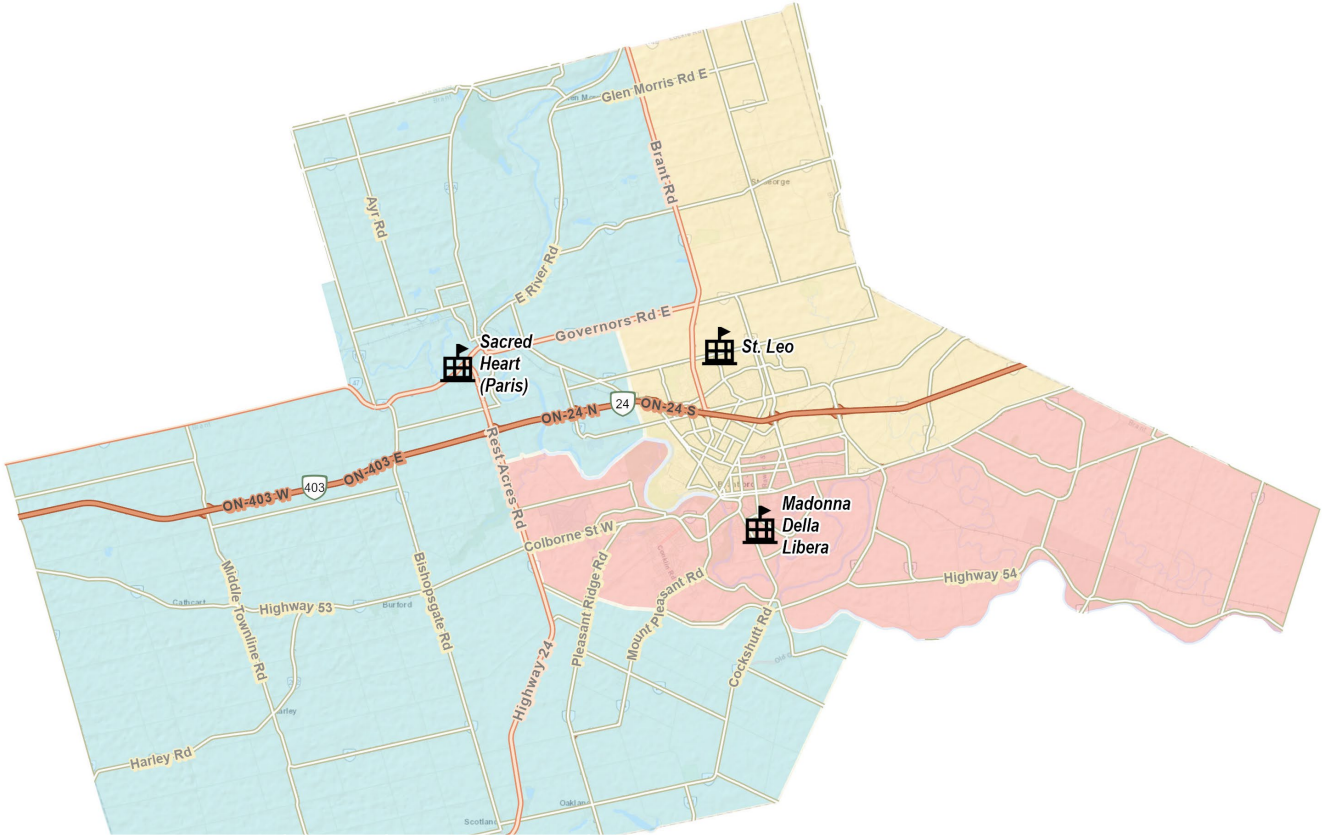 Glen Morris Rd E
Brant Rd
Ayr Rd
E River Rd
Governors Rd E
Sacred
Heart
(Paris)
St. Leo
24
ON-24 N
ON-24 S
Rest Acres Rd
ON-403 E
403
ON-403 W
Madonna
Della
Libera
Colborne St W
Highway 54
Middle Townline Rd
Bishopsgate Rd
Pleasant Ridge Rd
Mount Pleasant Rd
Cathcart
Highway 53
Burford
Cockshutt Rd
Highway 24
Harley Rd